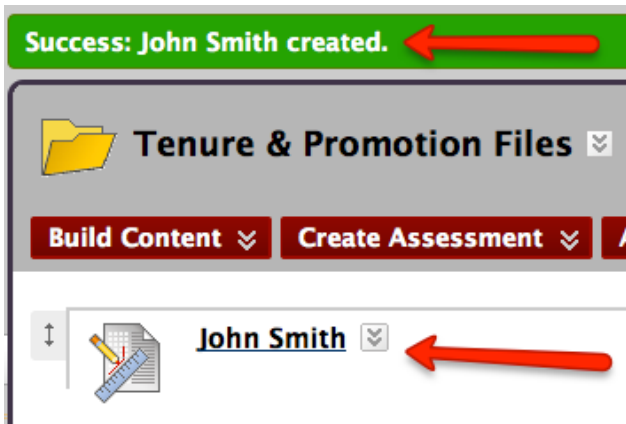 Success: John Smith created.
Tenure & Promotion Files
Build Content Create Assessment A
John Smith